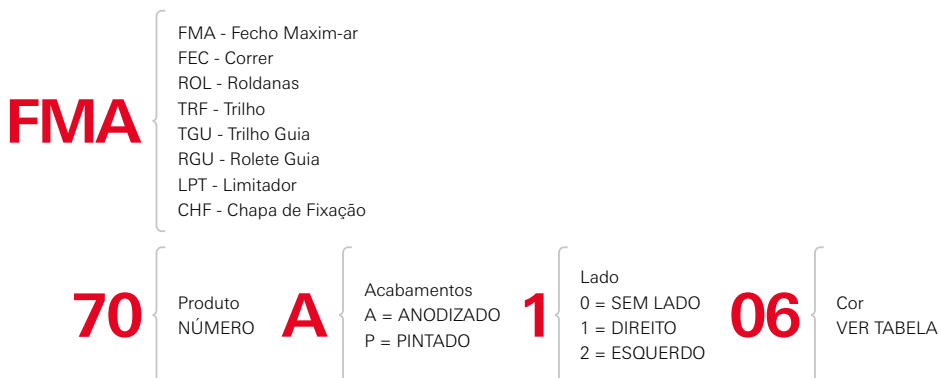 FMA
FMA - Fecho Maxim-ar
FEC - Correr
ROL - Roldanas
TRF - Trilho
TGU - Trilho Guia
RGU - Rolete Guia
LPT - Limitador
CHF - Chapa de Fixação
70
Produto
NÚMERO
A
Acabamentos
A = ANODIZADO
P = PINTADO
1
Lado
0 = SEM LADO
1 = DIREITO
2 = ESQUERDO
06
Cor
VER TABELA